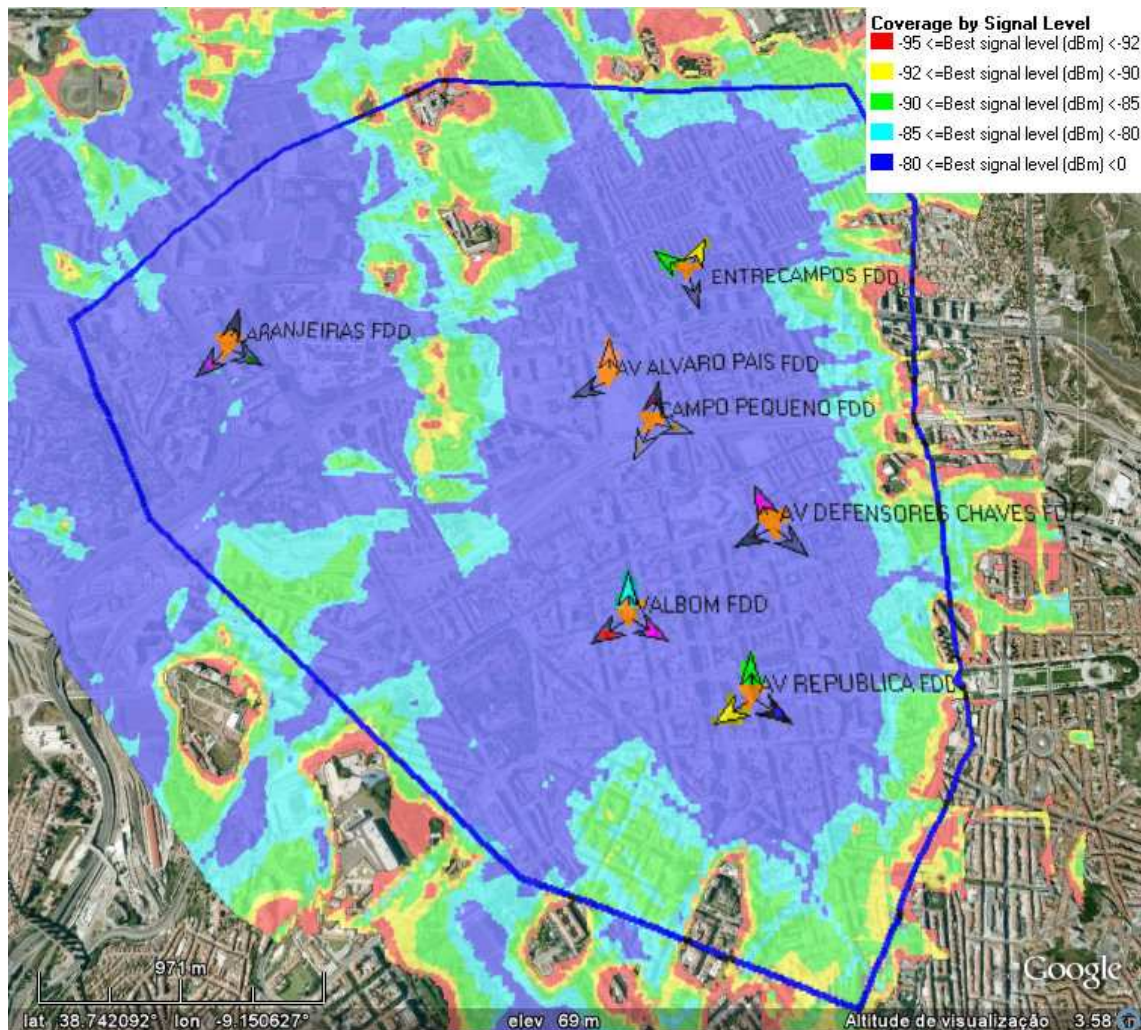 Coverage by Signal Level
-95 <=Best signal level (dBm) <-92
-92 <=Best signal level (dBm) <-90
-90 <=Best signal level (dBm) <-85
-85 <=Best signal level (dBm) <-80
-80 <=Best signal level (dBm) <0
ENTRECAMPOS FDD
ARANJEIRAS FDD
AV ALVARO PAIS FDD
CAMPO PEQUENO FDD
AV DEFENSORES CHAVES FDD
VALBOM FDD
AV REPUBLICA FDD
971 m
Google
lat 38.742092° lon -9.150627° elev 69 m Altitude de visualização 3.58